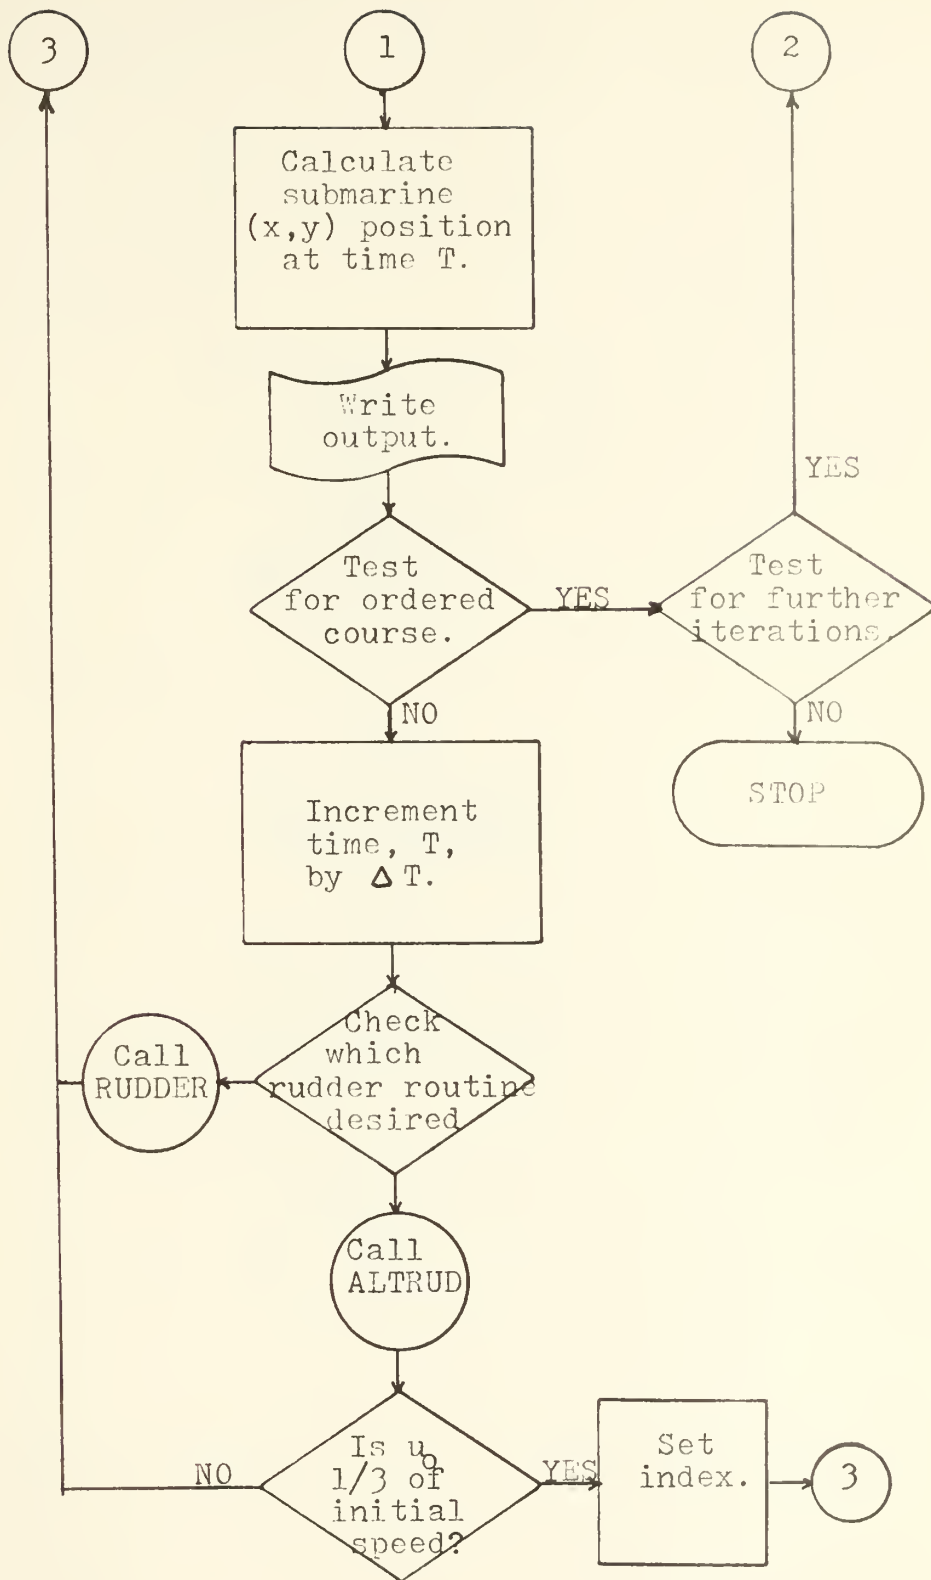 3
1
2
Calculate
submarine
(x,y) position
at time T.
Write
output.
YES
Test
for ordered
course.
YES
Test
for further
iterations.
NO
NO
STOP
Increment
time, T,
by Δ T.
Check
which
rudder routine
desired
Call
RUDDER
Call
ALTRUD
Is u₀
1/3 of
initial
speed?
NO
YES
Set
index.
3